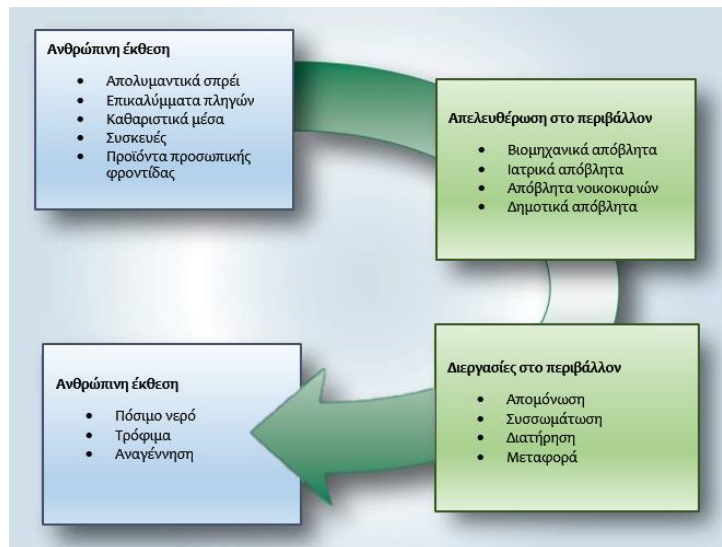 Ανθρώπινη έκθεση
• Απολυμαντικά σπρέι
• Επικαλύμματα πληγών
• Καθαριστικά μέσα
• Συσκευές
• Προϊόντα προσωπικής
φροντίδας
Απελευθέρωση στο περιβάλλον
• Βιομηχανικά απόβλητα
• Ιατρικά απόβλητα
• Απόβλητα νοικοκυριών
• Δημοτικά απόβλητα
Διεργασίες στο περιβάλλον
• Απομόνωση
• Συσσωμάτωση
• Διατήρηση
• Μεταφορά
Ανθρώπινη έκθεση
• Πόσιμο νερό
• Τρόφιμα
• Αναγέννηση